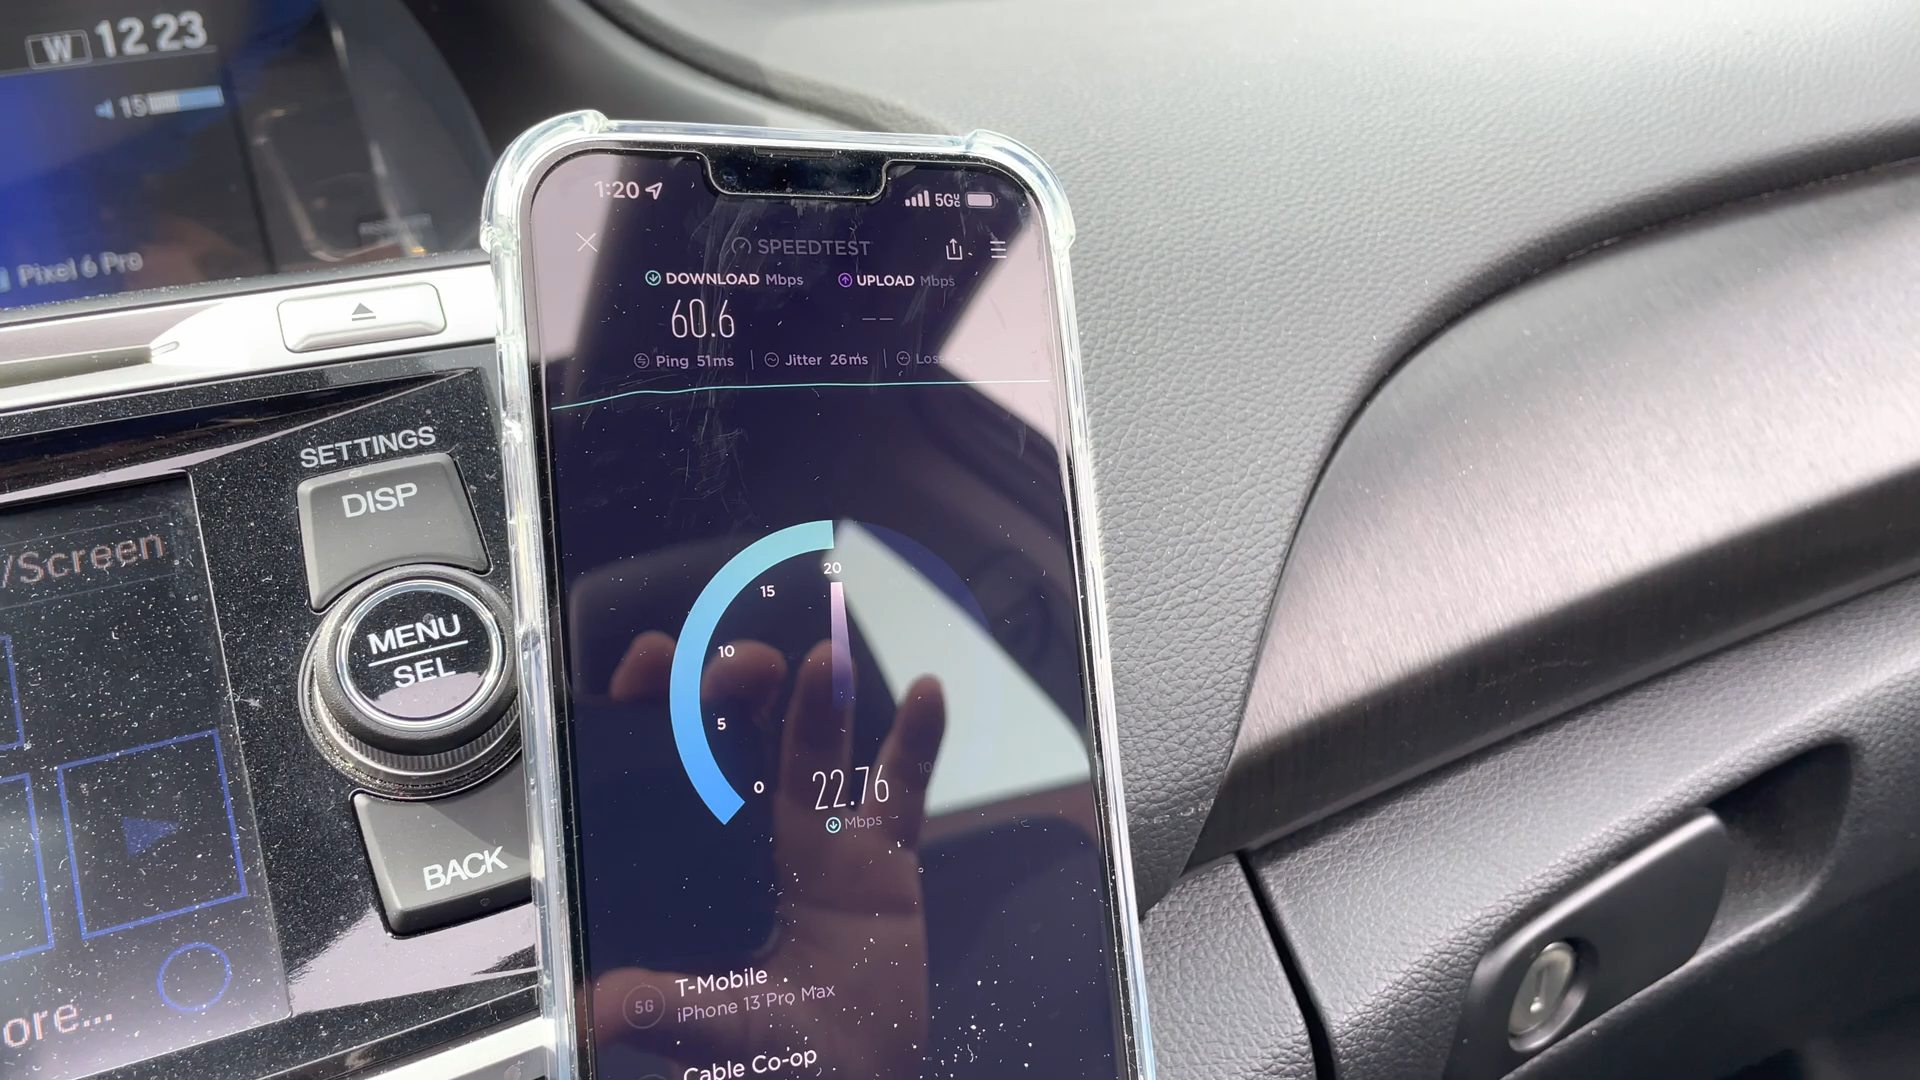 W 12 23
15
Pixel 6 Pro
SETTINGS
DISP
/Screen
MENU
SEL
BACK
ore...
1:20
5G
SPEEDTEST
DOWNLOAD Mbps UPLOAD Mbps
60.6 — —
Ping 51ms Jitter 26ms Loss
20
15
10
5
0
22.76
Mbps
5G
T-Mobile
iPhone 13 Pro Max
Cable Co-op